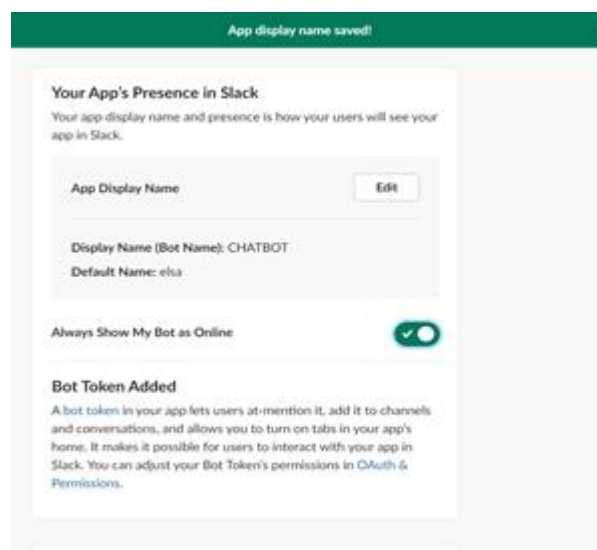 App display name saved!
Your App's Presence in Slack
Your app display name and presence is how your users will see your
app in Slack.
App Display Name
Edit
Display Name (Bot Name): CHATBOT
Default Name: elsa
Always Show My Bot as Online
Bot Token Added
A bot token in your app lets users at-mention it, add it to channels
and conversations, and allows you to turn on tabs in your app's
home. It makes it possible for users to interact with your app in
Slack. You can adjust your Bot Token's permissions in OAuth &
Permissions.